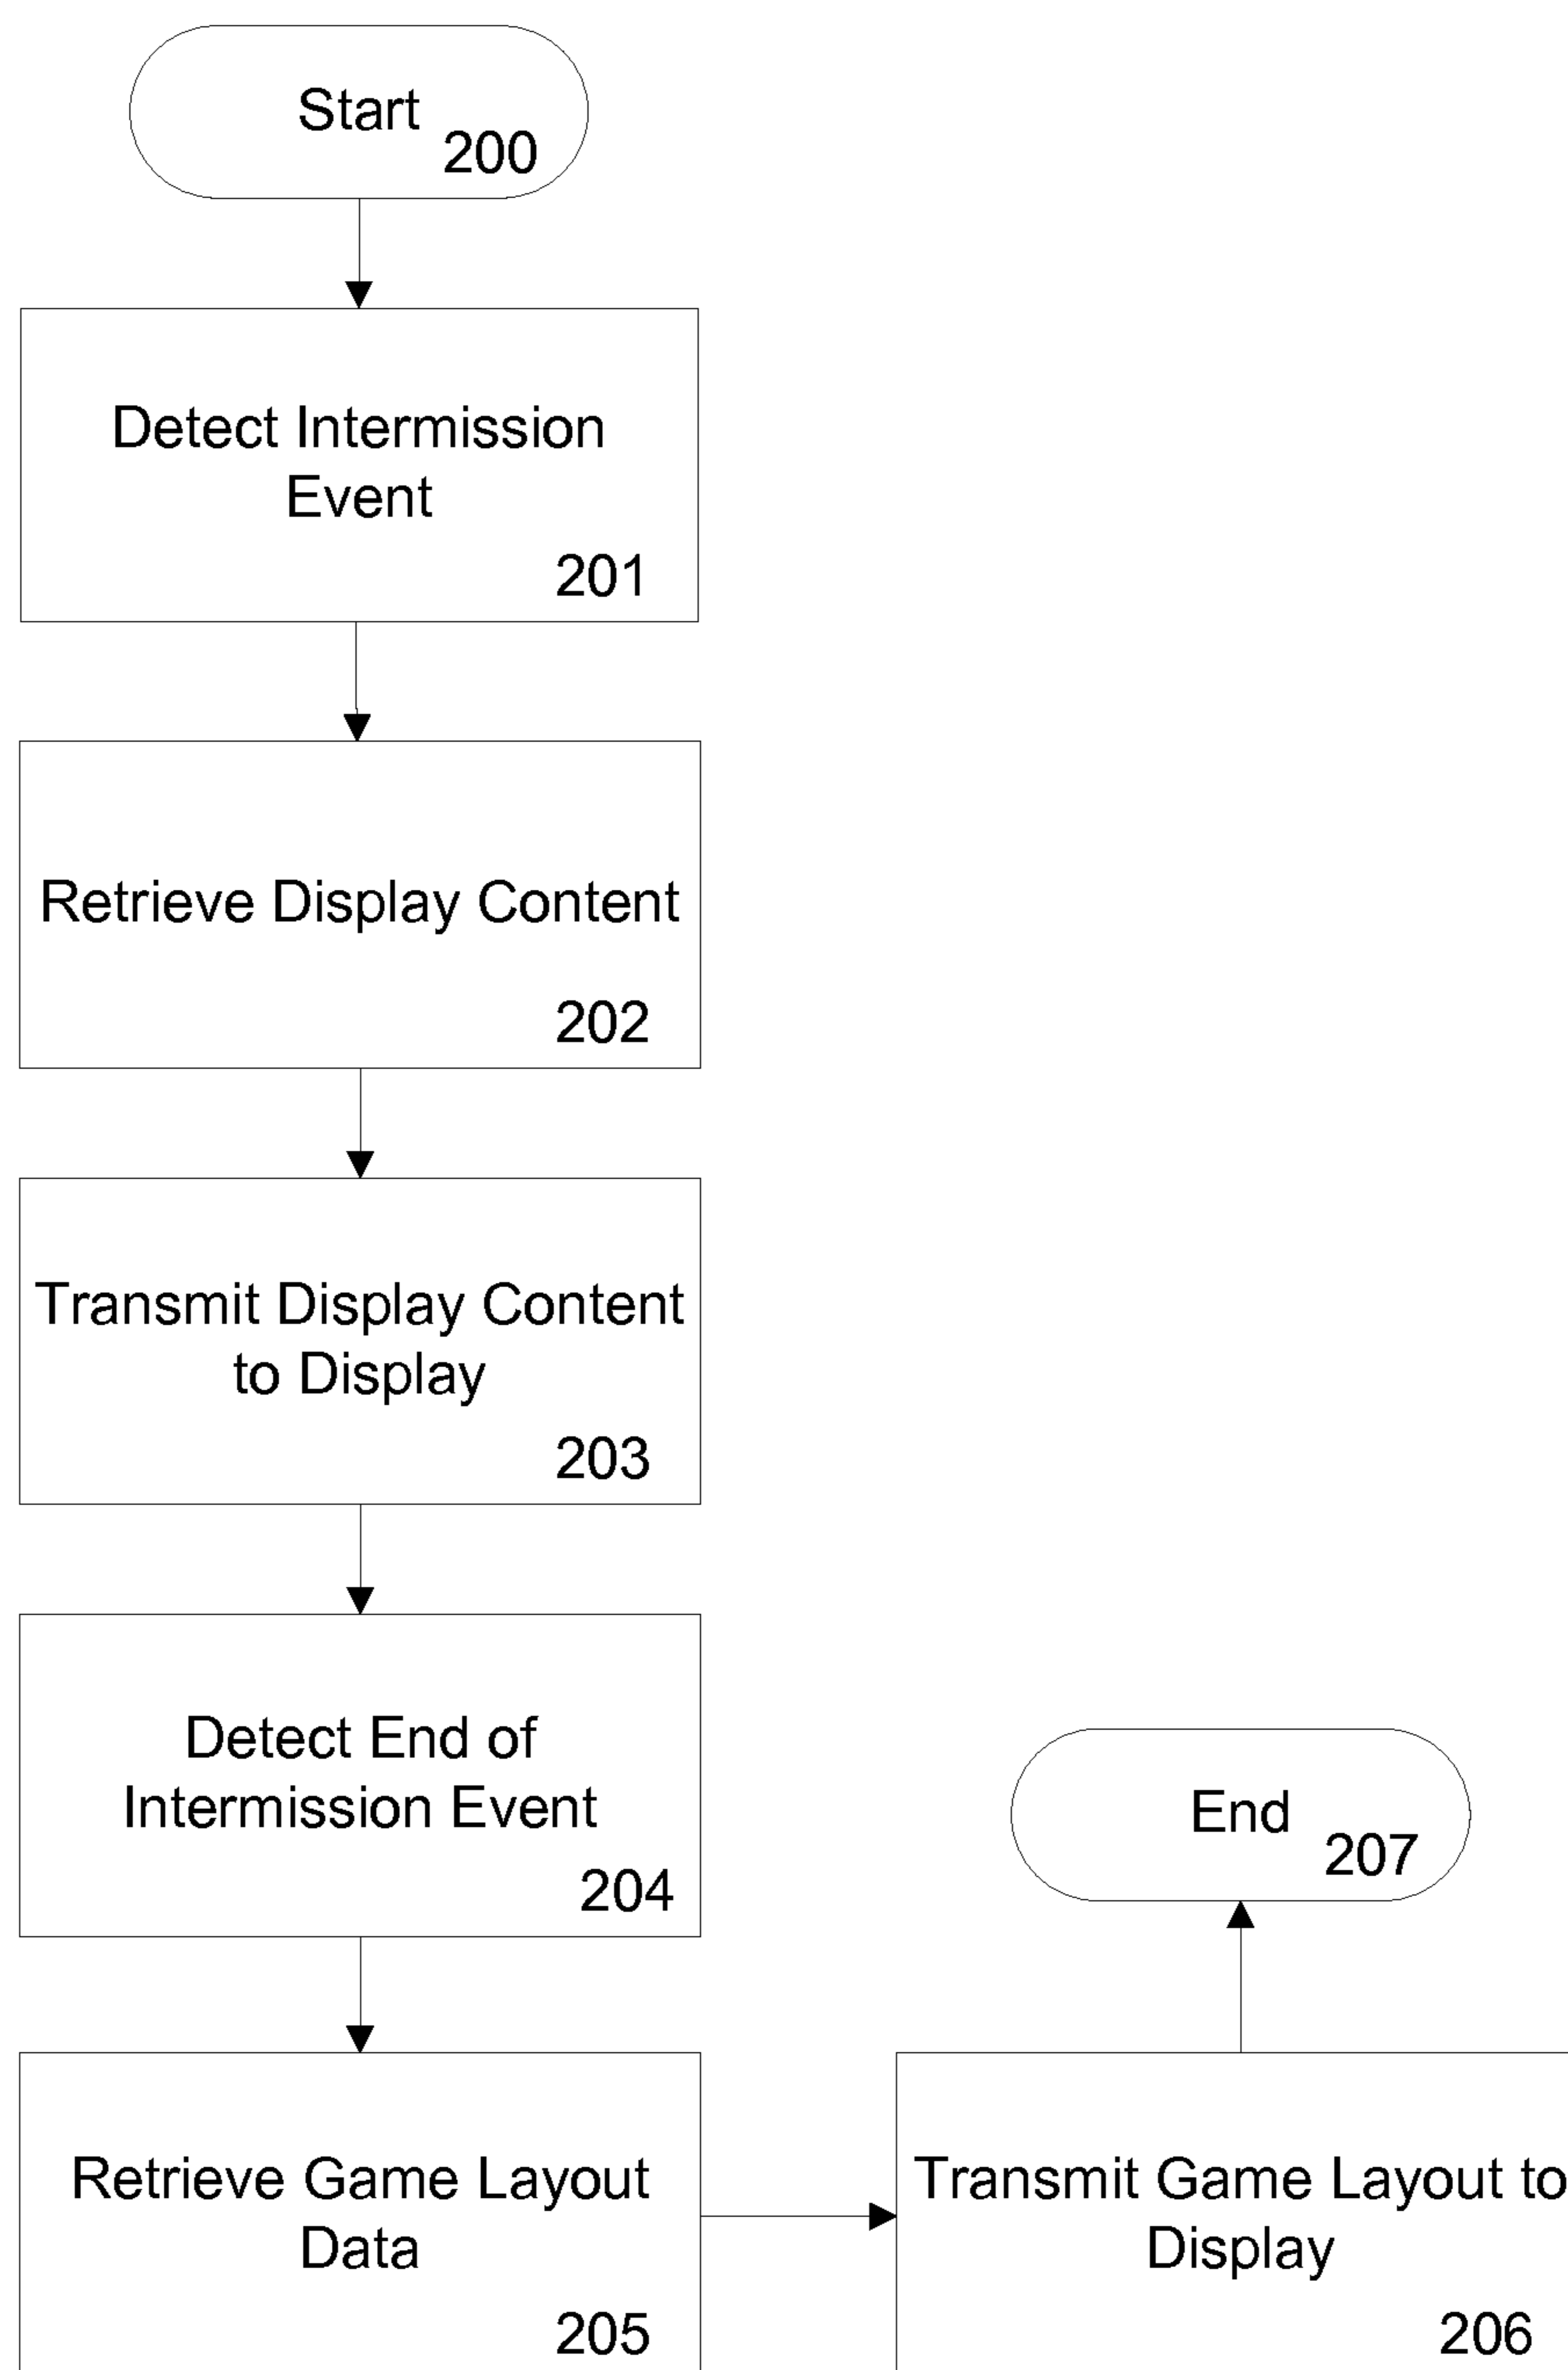 Start
200
Detect Intermission
Event
201
Retrieve Display Content
202
Transmit Display Content
to Display
203
Detect End of
Intermission Event
204
Retrieve Game Layout
Data
205
Transmit Game Layout to
Display
206
End
207